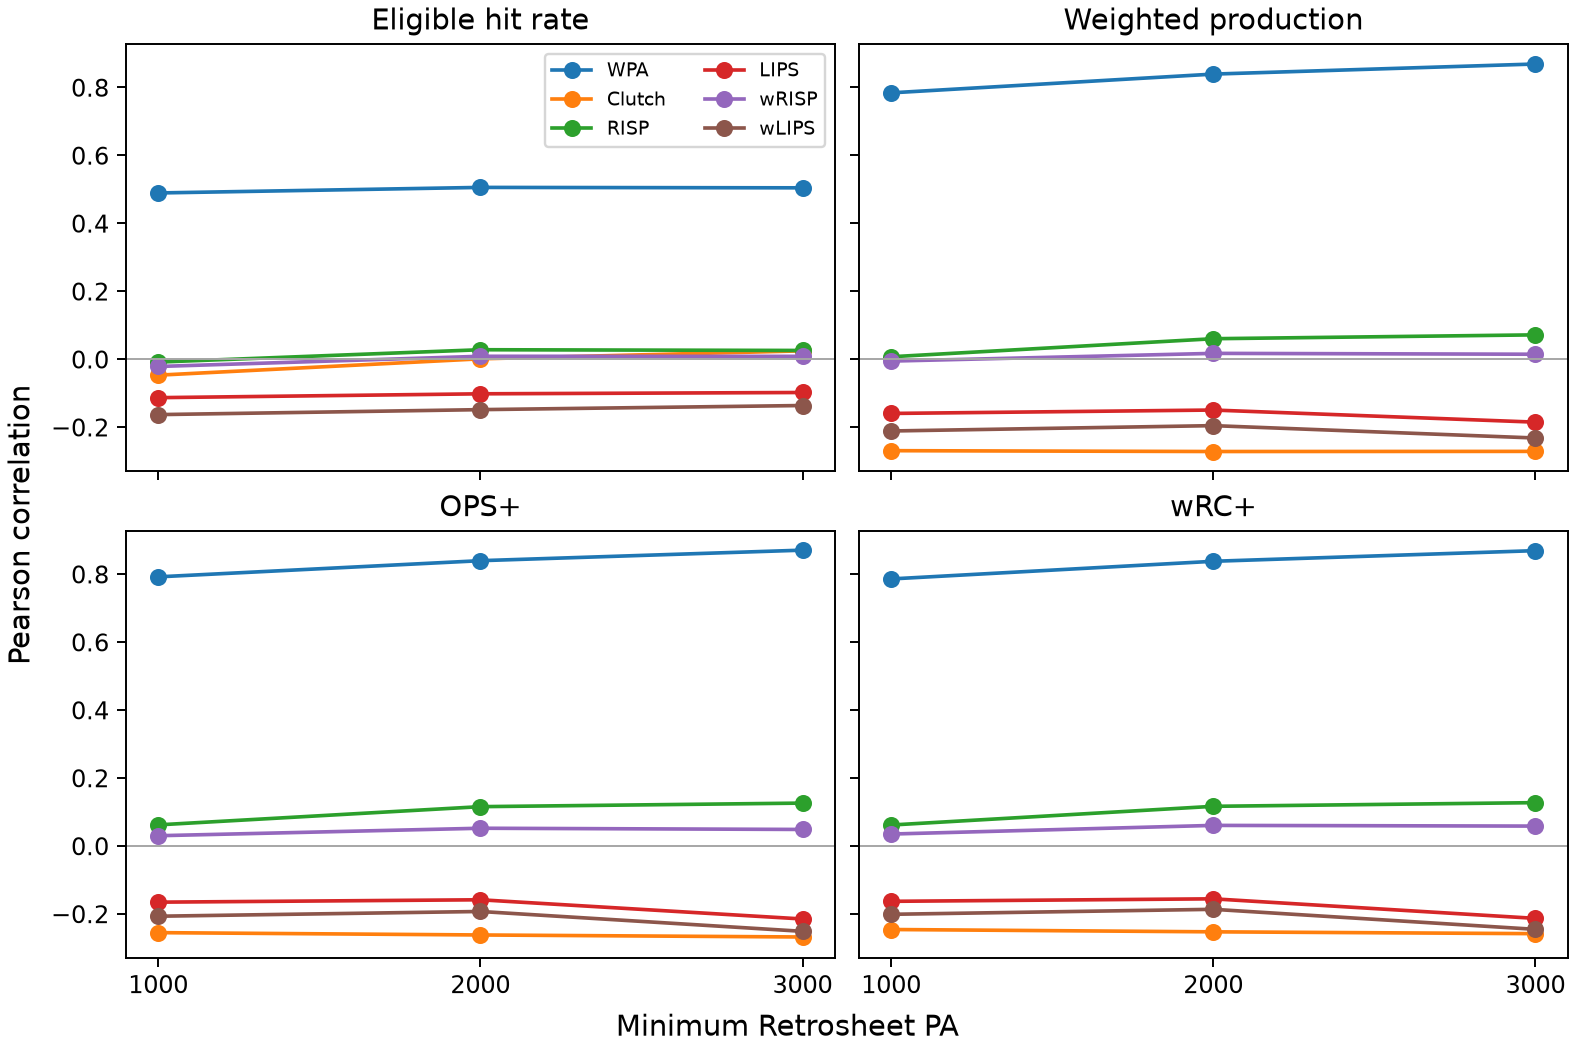 Eligible hit rate
Weighted production
0.8
0.6
0.4
0.2
0.0
−0.2
WPA
Clutch
RISP
LIPS
wRISP
wLIPS
Pearson correlation
OPS+
wRC+
0.8
0.6
0.4
0.2
0.0
−0.2
1000
2000
3000
1000
2000
3000
Minimum Retrosheet PA